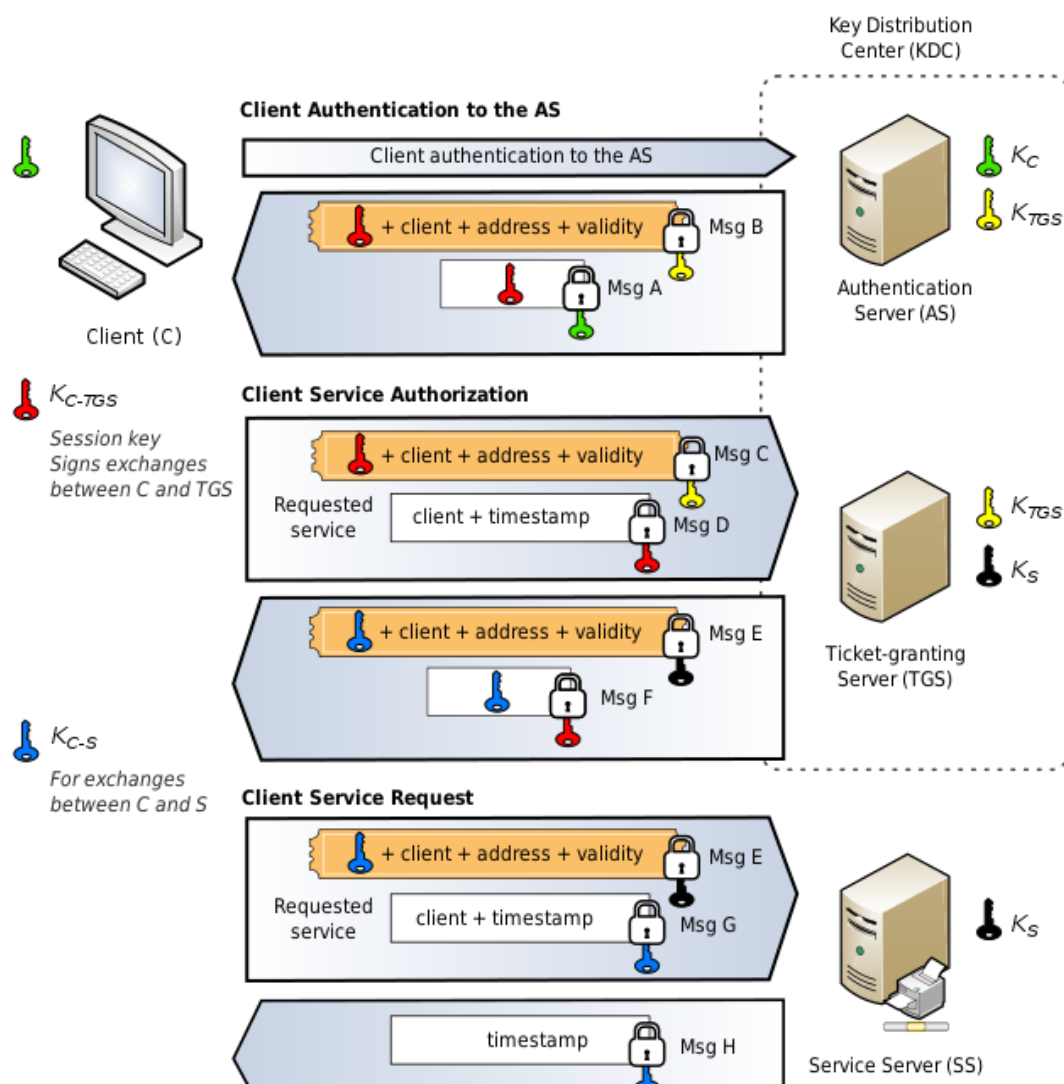 Key Distribution
Center (KDC)
Client Authentication to the AS
Client authentication to the AS
K_C
+ client + address + validity
Msg B
K_TGS
Msg A
Authentication
Server (AS)
Client (C)
K_C-TGS
Session key
Signs exchanges
between C and TGS
Client Service Authorization
+ client + address + validity
Msg C
Requested
service
client + timestamp
Msg D
K_TGS
K_S
+ client + address + validity
Msg E
Msg F
Ticket-granting
Server (TGS)
K_C-S
For exchanges
between C and S
Client Service Request
+ client + address + validity
Msg E
Requested
service
client + timestamp
Msg G
K_S
timestamp
Msg H
Service Server (SS)